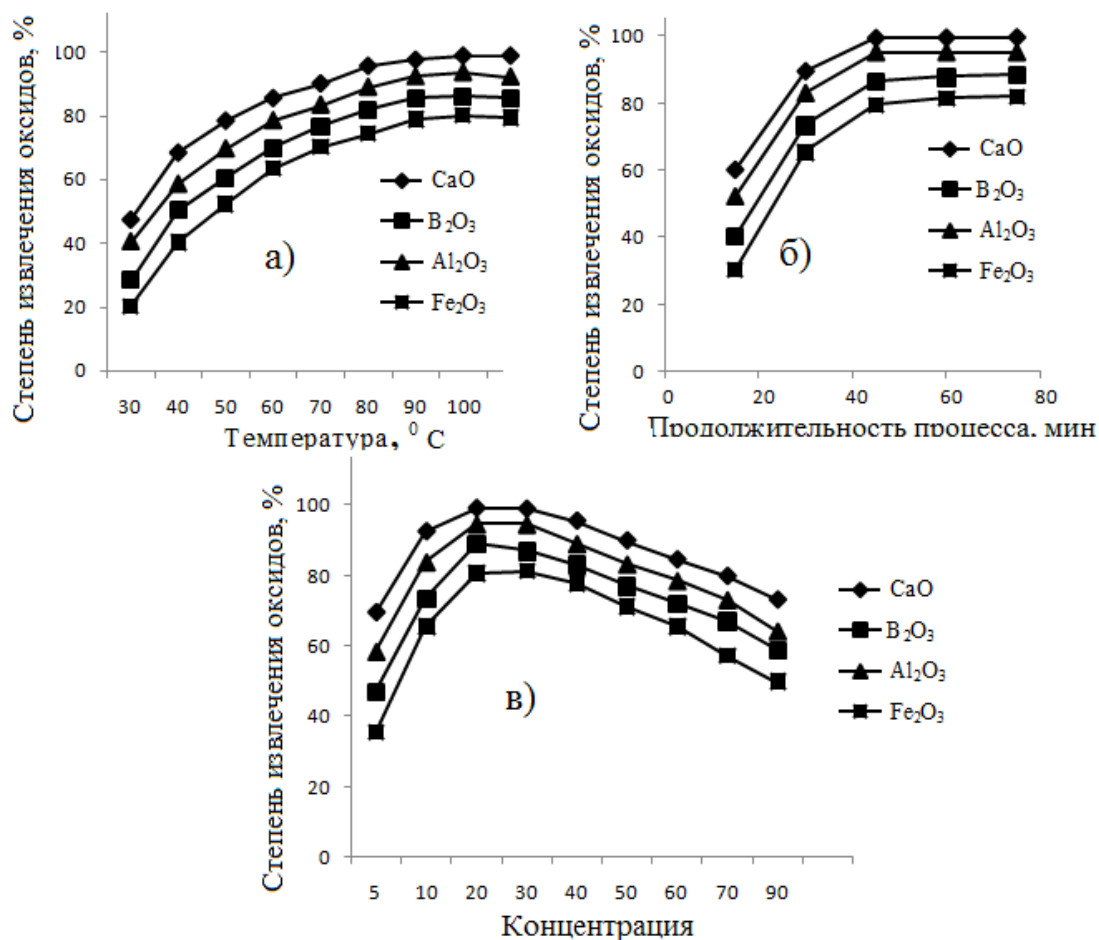 Степень извлечения оксидов, %
100
80
60
40
20
0
30 40 50 60 70 80 90 100
Температура, ⁰ С
а)
CaO
B₂O₃
Al₂O₃
Fe₂O₃
Степень извлечения оксидов, %
100
80
60
40
20
0
0 20 40 60 80
Продолжительность процесса, мин
б)
CaO
B₂O₃
Al₂O₃
Fe₂O₃
Степень извлечения оксидов, %
100
80
60
40
20
0
5 10 20 30 40 50 60 70 90
Концентрация
в)
CaO
B₂O₃
Al₂O₃
Fe₂O₃